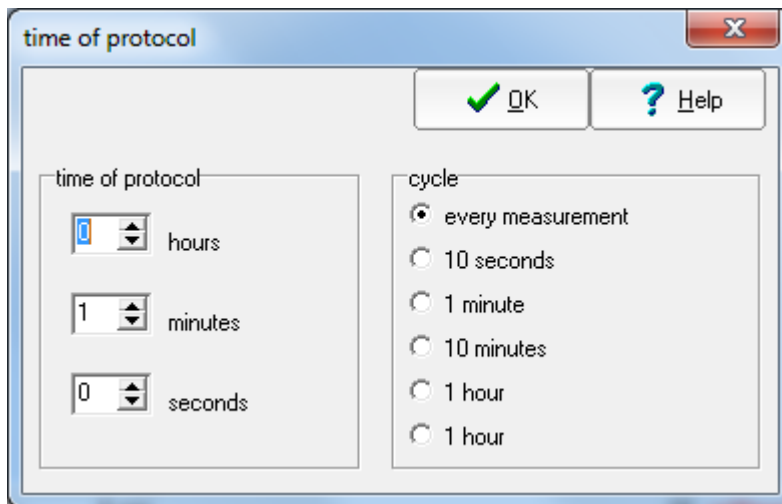 time of protocol
OK Help
time of protocol
0 hours
1 minutes
0 seconds
cycle
every measurement
10 seconds
1 minute
10 minutes
1 hour
1 hour